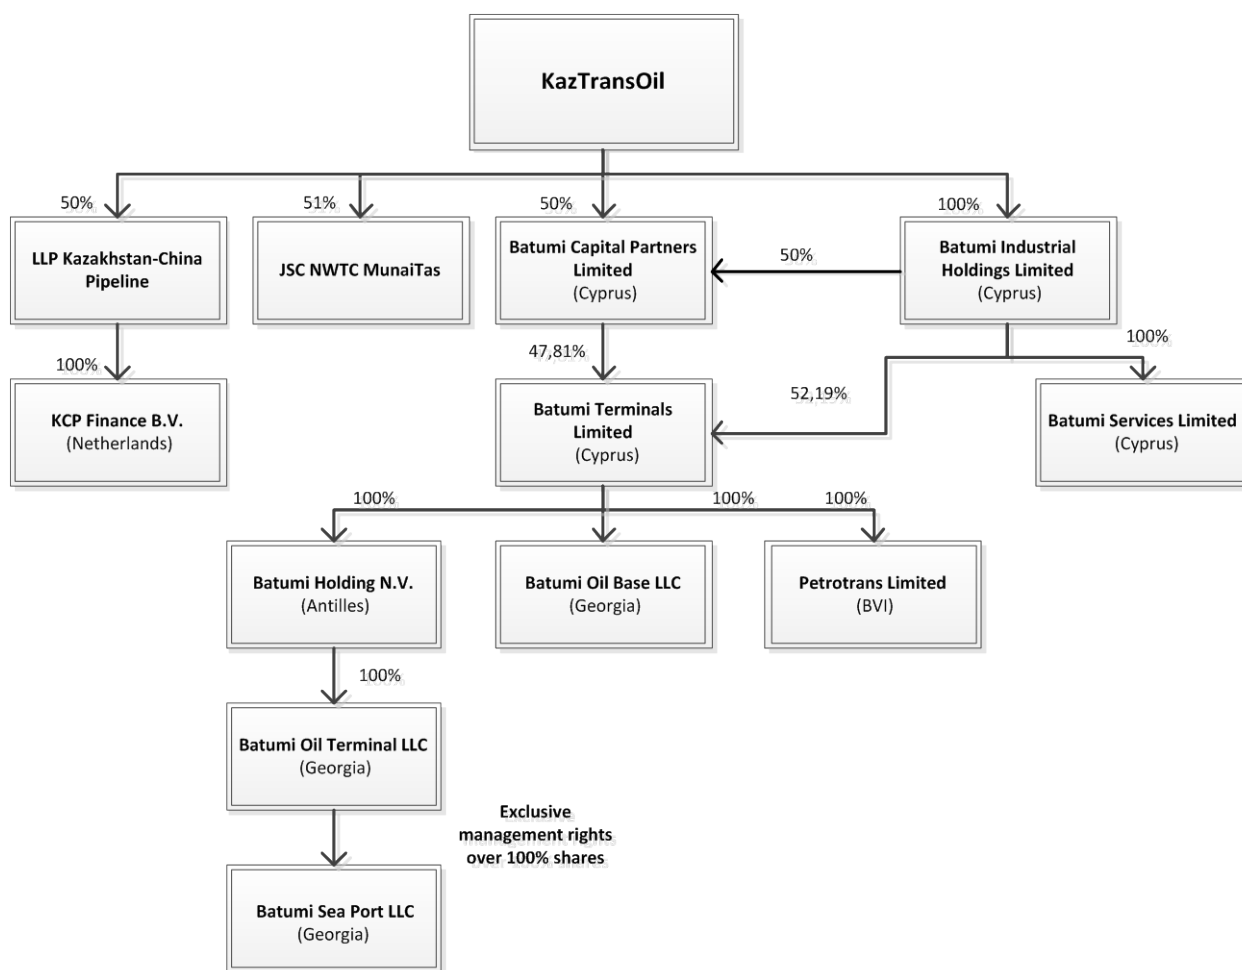 KazTransOil
50%
51%
50%
100%
LLP Kazakhstan-China
Pipeline
JSC NWTC MunaiTas
Batumi Capital Partners
Limited
(Cyprus)
50%
Batumi Industrial
Holdings Limited
(Cyprus)
100%
47,81%
52,19%
100%
KCP Finance B.V.
(Netherlands)
Batumi Terminals
Limited
(Cyprus)
Batumi Services Limited
(Cyprus)
100%
100%
100%
Batumi Holding N.V.
(Antilles)
Batumi Oil Base LLC
(Georgia)
Petrotrans Limited
(BVI)
100%
Batumi Oil Terminal LLC
(Georgia)
Exclusive
management rights
over 100% shares
Batumi Sea Port LLC
(Georgia)